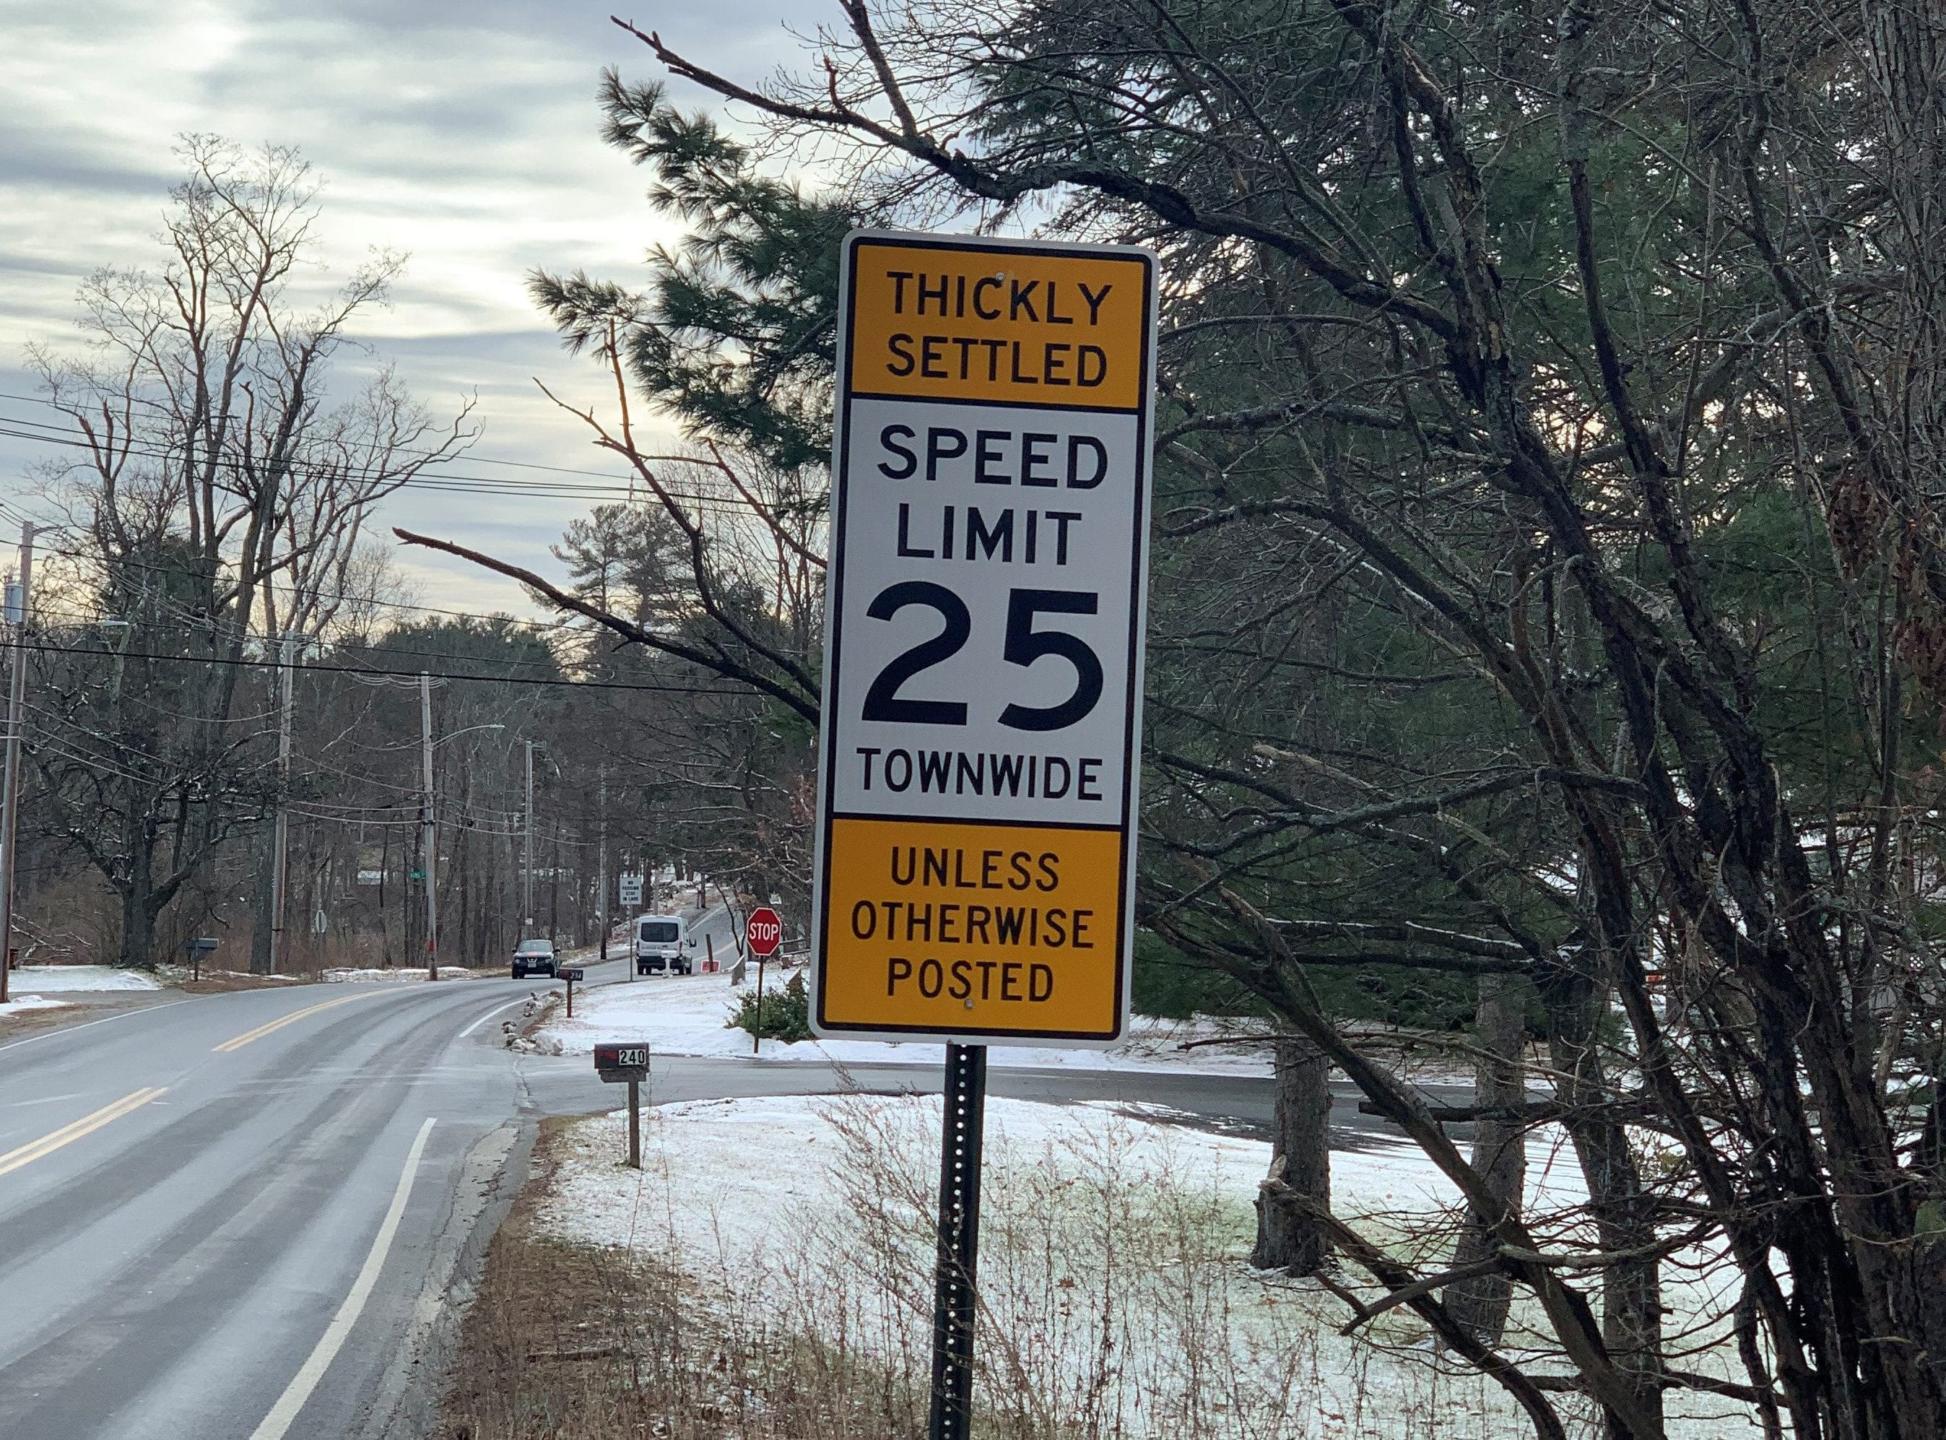 THICKLY
SETTLED
SPEED
LIMIT
25
TOWNWIDE
UNLESS
OTHERWISE
POSTED
STOP
240